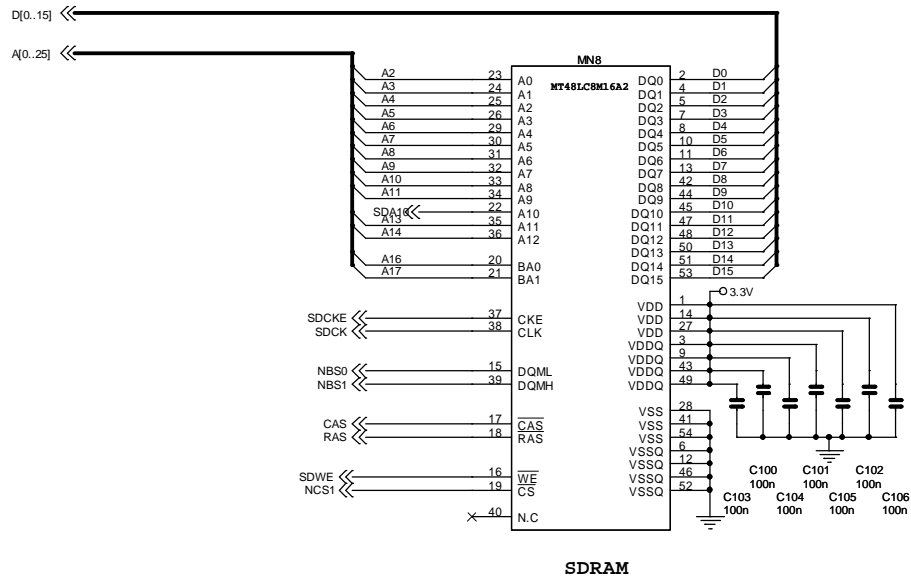 D[0..15]
A[0..25]
MN8
MT48LC8M16A2
A2 23 A0 DQ0 2 D0
A3 24 A1 DQ1 4 D1
A4 25 A2 DQ2 5 D2
A5 26 A3 DQ3 7 D3
A6 29 A4 DQ4 8 D4
A7 30 A5 DQ5 10 D5
A8 31 A6 DQ6 11 D6
A9 32 A7 DQ7 13 D7
A10 33 A8 DQ8 42 D8
A11 34 A9 DQ9 44 D9
SDA10 22 A10 DQ10 45 D10
A13 35 A11 DQ11 47 D11
A14 36 A12 DQ12 48 D12
DQ13 50 D13
A16 20 BA0 DQ14 51 D14
A17 21 BA1 DQ15 53 D15
3.3V
VDD 1
SDCKE 37 CKE VDD 14
SDCK 38 CLK VDD 27
VDDQ 3
VDDQ 9
NBS0 15 DQML VDDQ 43
NBS1 39 DQMH VDDQ 49
VSS 28
CAS 17 CAS VSS 41
RAS 18 RAS VSS 54
VSSQ 6
VSSQ 12
SDWE 16 WE VSSQ 46
NCS1 19 CS VSSQ 52
40 N.C
C100 C101 C102
100n 100n 100n
C103 C104 C105 C106
100n 100n 100n 100n
SDRAM